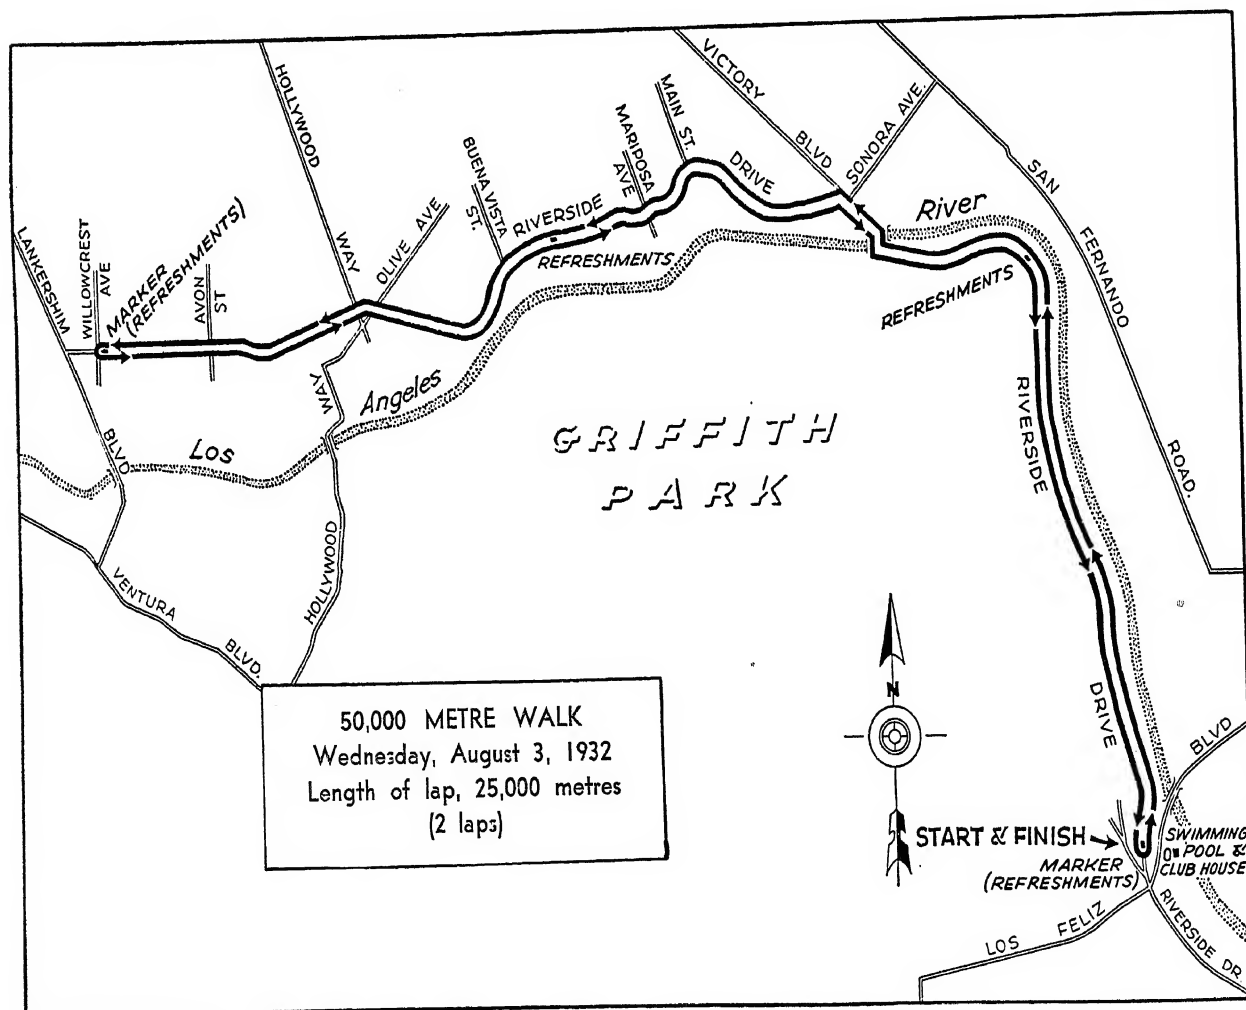 VICTORY
BLVD
SONORA AVE.
SAN
FERNANDO
ROAD.
HOLLYWOOD
WAY
MAIN ST.
MARIPOSA
AVE
DRIVE
BUENA VISTA
ST.
RIVERSIDE
REFRESHMENTS
River
REFRESHMENTS
OLIVE AVE
LANKERSHIM
BLVD
WILLOWCREST
AVE
MARKER
(REFRESHMENTS)
AVON
ST
WAY
Los
Angeles
GRIFFITH
PARK
RIVERSIDE
DRIVE
HOLLYWOOD
VENTURA
BLVD.
50,000 METRE WALK
Wednesday, August 3, 1932
Length of lap, 25,000 metres
(2 laps)
N
START & FINISH
MARKER
(REFRESHMENTS)
BLVD
SWIMMING
POOL &
CLUB HOUSE
LOS
FELIZ
RIVERSIDE DR